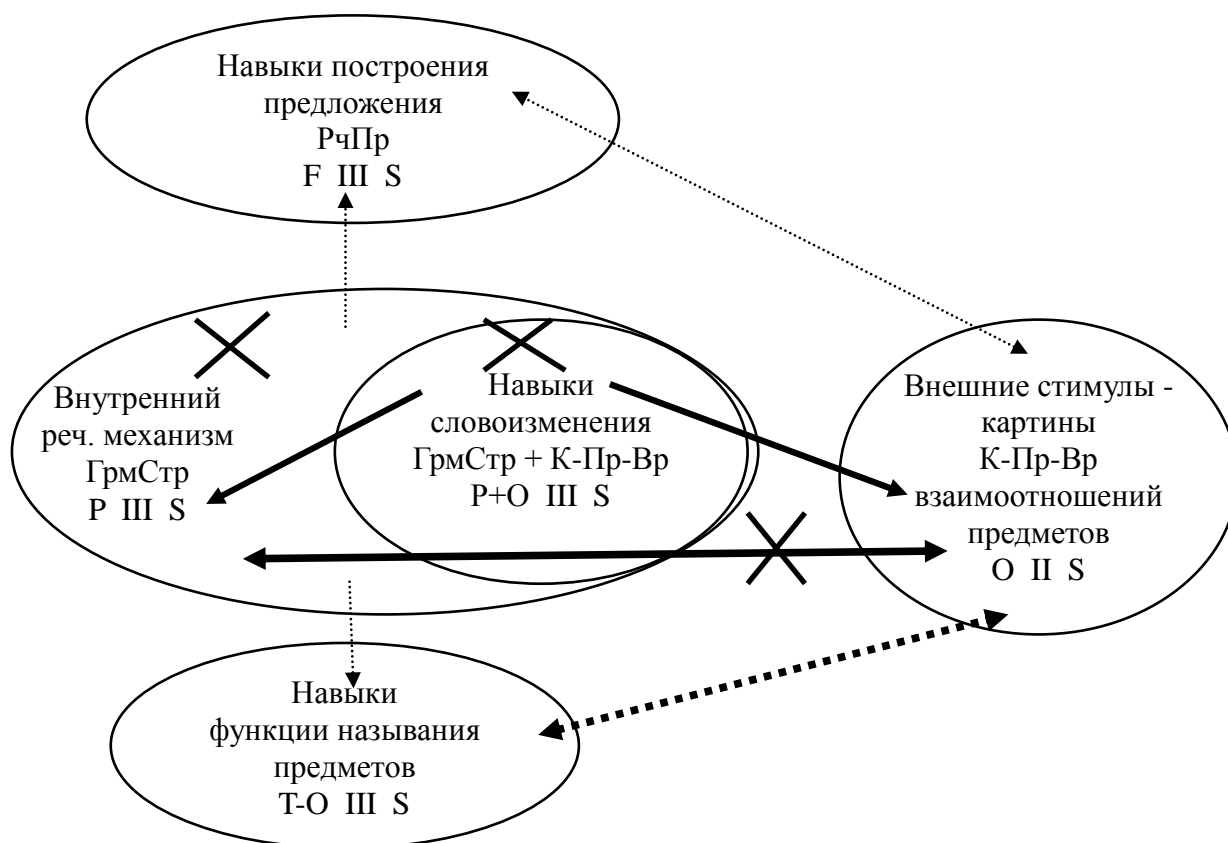 Навыки построения
предложения
РчПр
F III S
Внутренний
реч. механизм
ГрмСтр
P III S
Навыки
словоизменения
ГрмСтр + К-Пр-Вр
P+O III S
Внешние стимулы -
картины
К-Пр-Вр
взаимоотношений
предметов
O II S
Навыки
функции называния
предметов
T-O III S